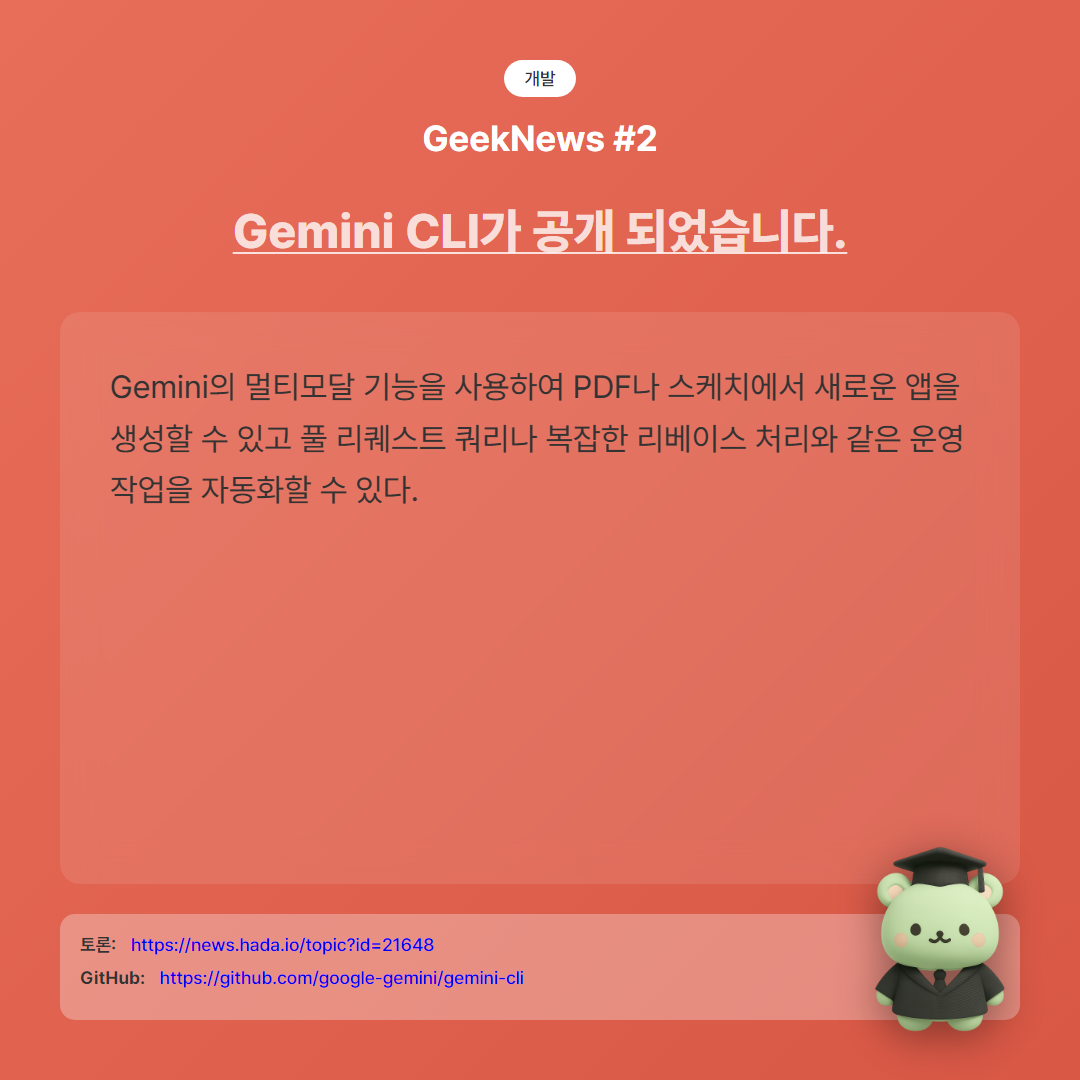 개발
GeekNews #2
Gemini CLI가 공개 되었습니다.
Gemini의 멀티모달 기능을 사용하여 PDF나 스케치에서 새로운 앱을
생성할 수 있고 풀 리퀘스트 쿼리나 복잡한 리베이스 처리와 같은 운영
작업을 자동화할 수 있다.
토론: https://news.hada.io/topic?id=21648
GitHub: https://github.com/google-gemini/gemini-cli